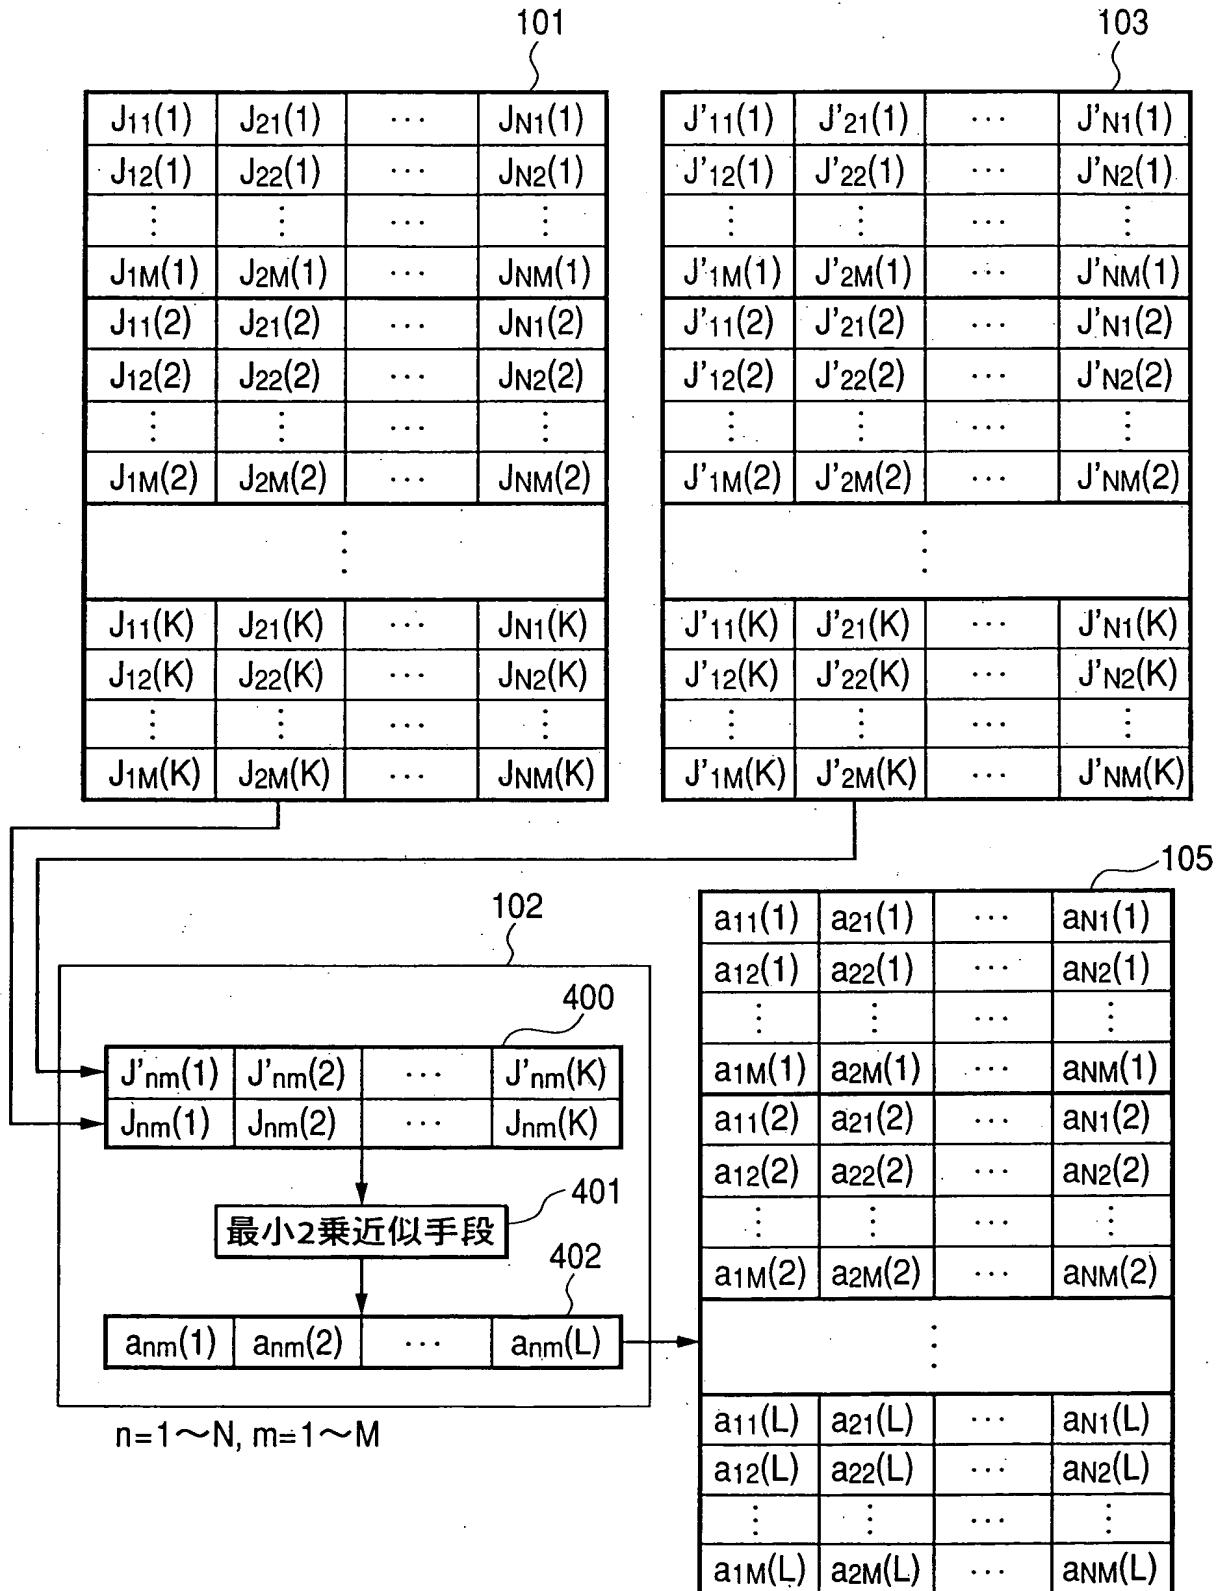 101
J11(1) J21(1) ... JN1(1)
J12(1) J22(1) ... JN2(1)
⋮ ⋮ ... ⋮
J1M(1) J2M(1) ... JNM(1)
J11(2) J21(2) ... JN1(2)
J12(2) J22(2) ... JN2(2)
⋮ ⋮ ... ⋮
J1M(2) J2M(2) ... JNM(2)
⋮
J11(K) J21(K) ... JN1(K)
J12(K) J22(K) ... JN2(K)
⋮ ⋮ ... ⋮
J1M(K) J2M(K) ... JNM(K)
103
J'11(1) J'21(1) ... J'N1(1)
J'12(1) J'22(1) ... J'N2(1)
⋮ ⋮ ... ⋮
J'1M(1) J'2M(1) ... J'NM(1)
J'11(2) J'21(2) ... J'N1(2)
J'12(2) J'22(2) ... J'N2(2)
⋮ ⋮ ... ⋮
J'1M(2) J'2M(2) ... J'NM(2)
⋮
J'11(K) J'21(K) ... J'N1(K)
J'12(K) J'22(K) ... J'N2(K)
⋮ ⋮ ... ⋮
J'1M(K) J'2M(K) ... J'NM(K)
102
400
J'nm(1) J'nm(2) ... J'nm(K)
Jnm(1) Jnm(2) ... Jnm(K)
401
最小2乗近似手段
402
anm(1) anm(2) ... anm(L)
n=1～N, m=1～M
105
a11(1) a21(1) ... aN1(1)
a12(1) a22(1) ... aN2(1)
⋮ ⋮ ... ⋮
a1M(1) a2M(1) ... aNM(1)
a11(2) a21(2) ... aN1(2)
a12(2) a22(2) ... aN2(2)
⋮ ⋮ ... ⋮
a1M(2) a2M(2) ... aNM(2)
⋮
a11(L) a21(L) ... aN1(L)
a12(L) a22(L) ... aN2(L)
⋮ ⋮ ... ⋮
a1M(L) a2M(L) ... aNM(L)